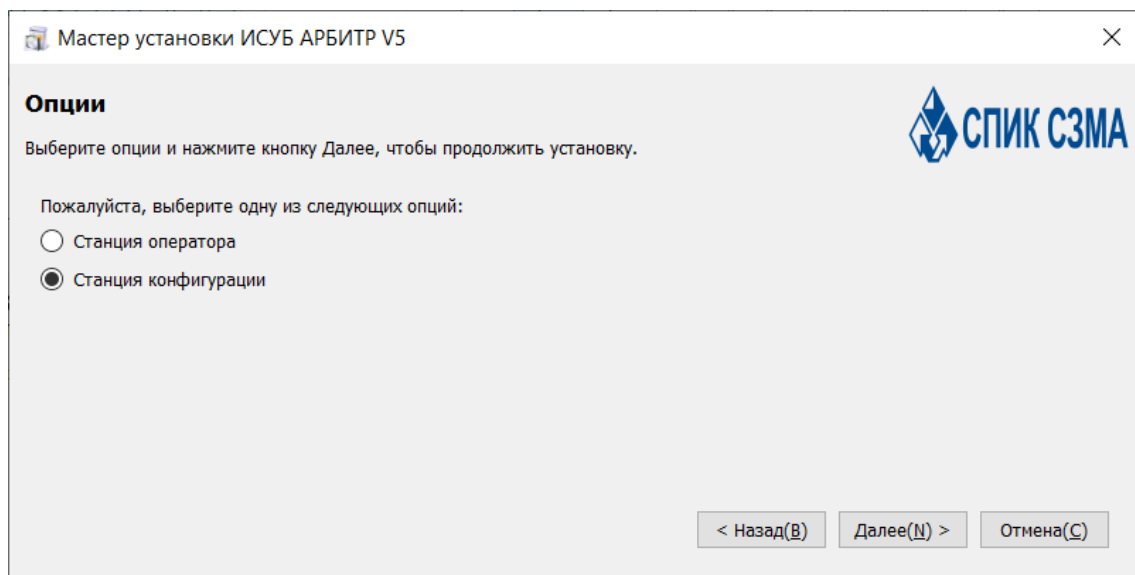 Мастер установки ИСУБ АРБИТР V5
Опции
СПИК СЗМА
Выберите опции и нажмите кнопку Далее, чтобы продолжить установку.
Пожалуйста, выберите одну из следующих опций:
Станция оператора
Станция конфигурации
< Назад(B) Далее(N) > Отмена(C)